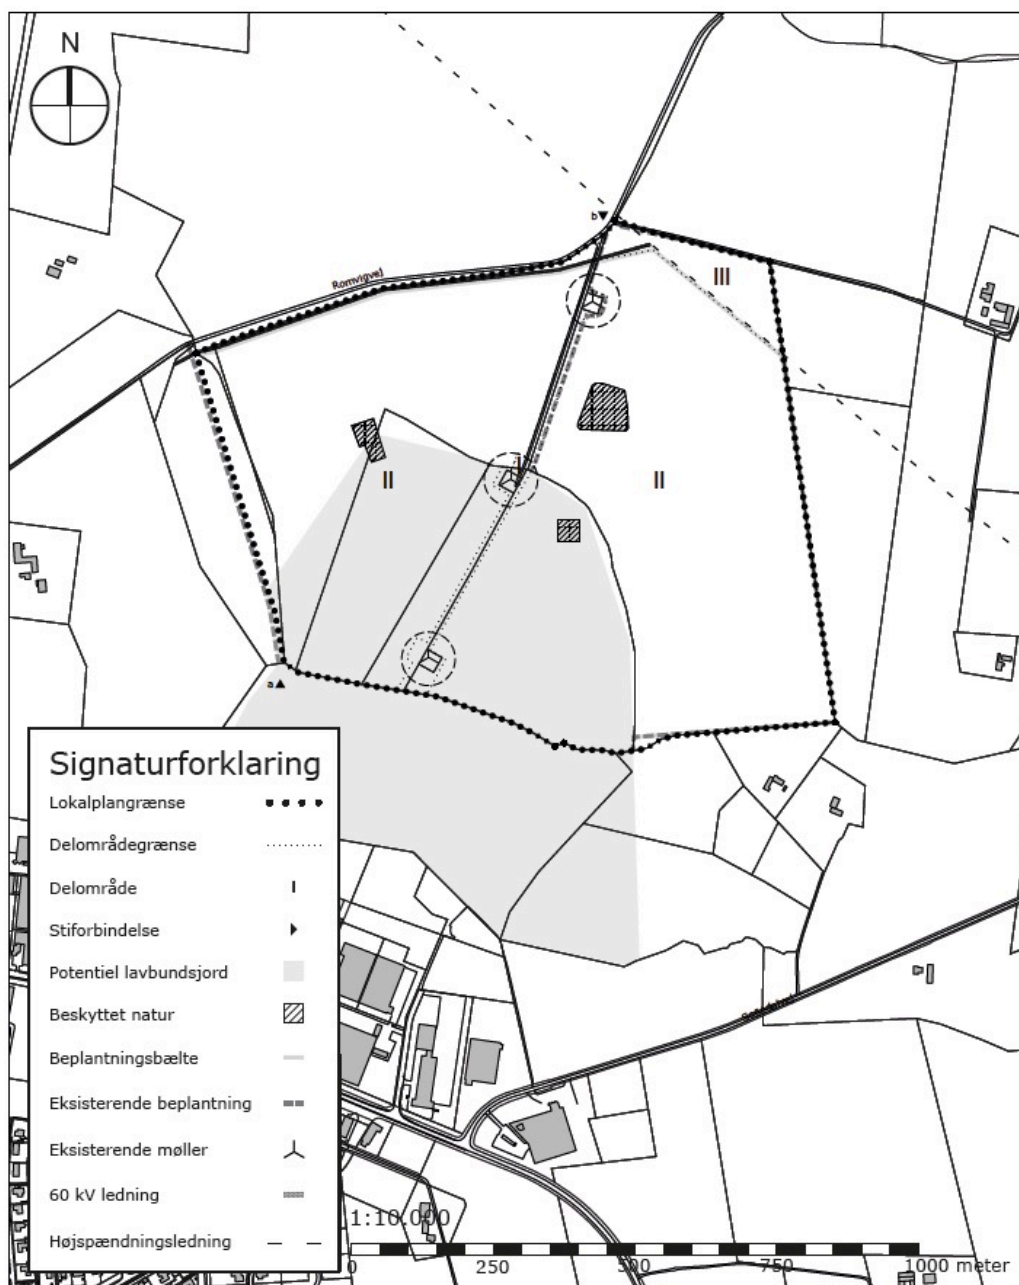 N
b
Romvigvej
III
II
I
II
a
Signaturforklaring
Lokalplangrænse
Delområdegrænse
Delområde I
Stiforbindelse
Potentiel lavbundsjord
Beskyttet natur
Beplantningsbælte
Eksisterende beplantning
Eksisterende møller
60 kV ledning
Højspændningsledning
1:10.000
0 250 500 750 1000 meter